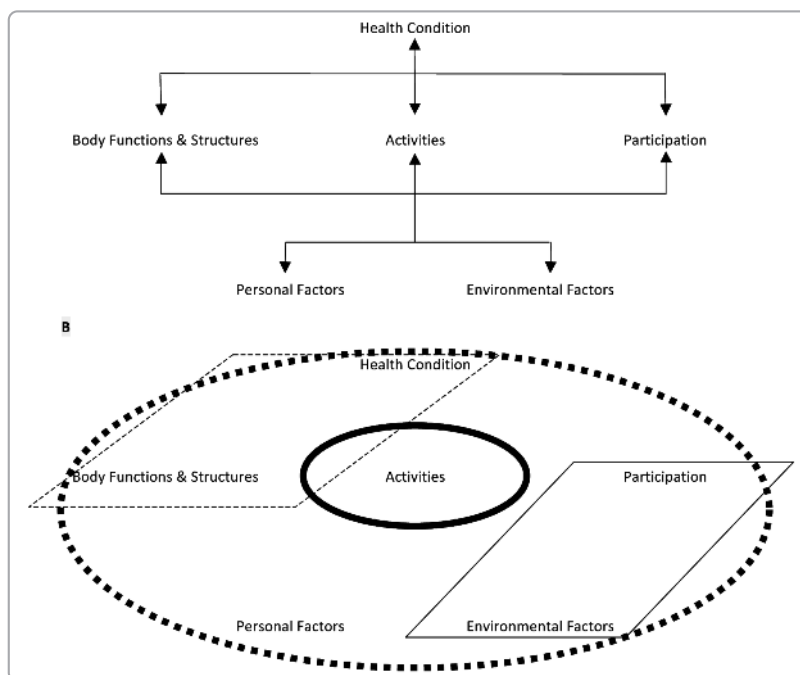 Health Condition
Body Functions & Structures Activities Participation
Personal Factors Environmental Factors
B
Health Condition
Body Functions & Structures Activities Participation
Personal Factors Environmental Factors